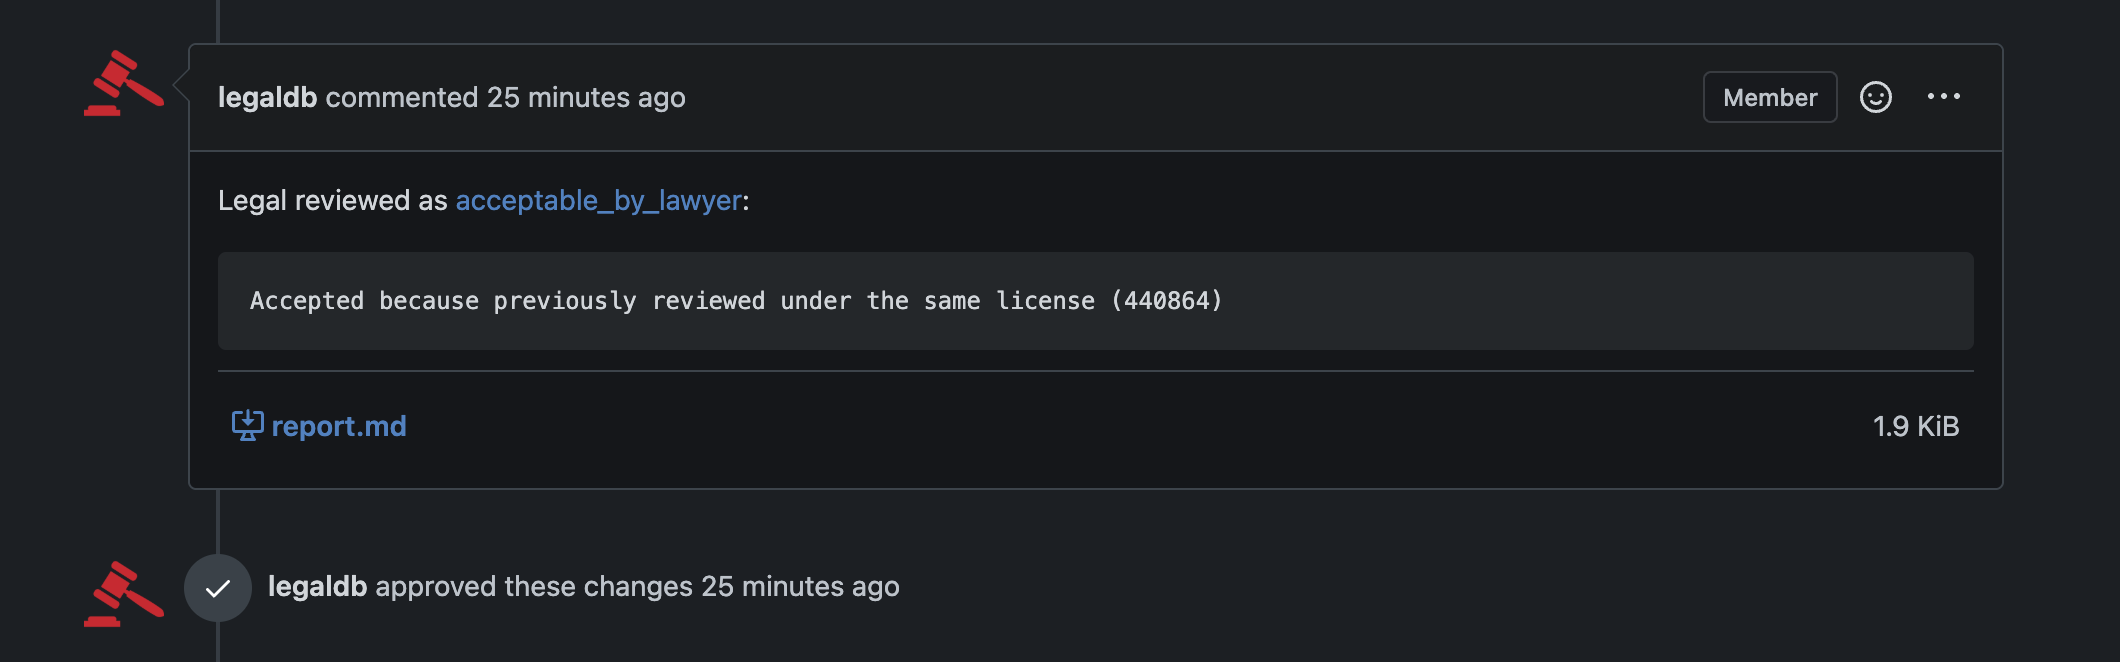 legaldb commented 25 minutes ago
Member
Legal reviewed as acceptable_by_lawyer:
Accepted because previously reviewed under the same license (440864)
report.md
1.9 KiB
legaldb approved these changes 25 minutes ago